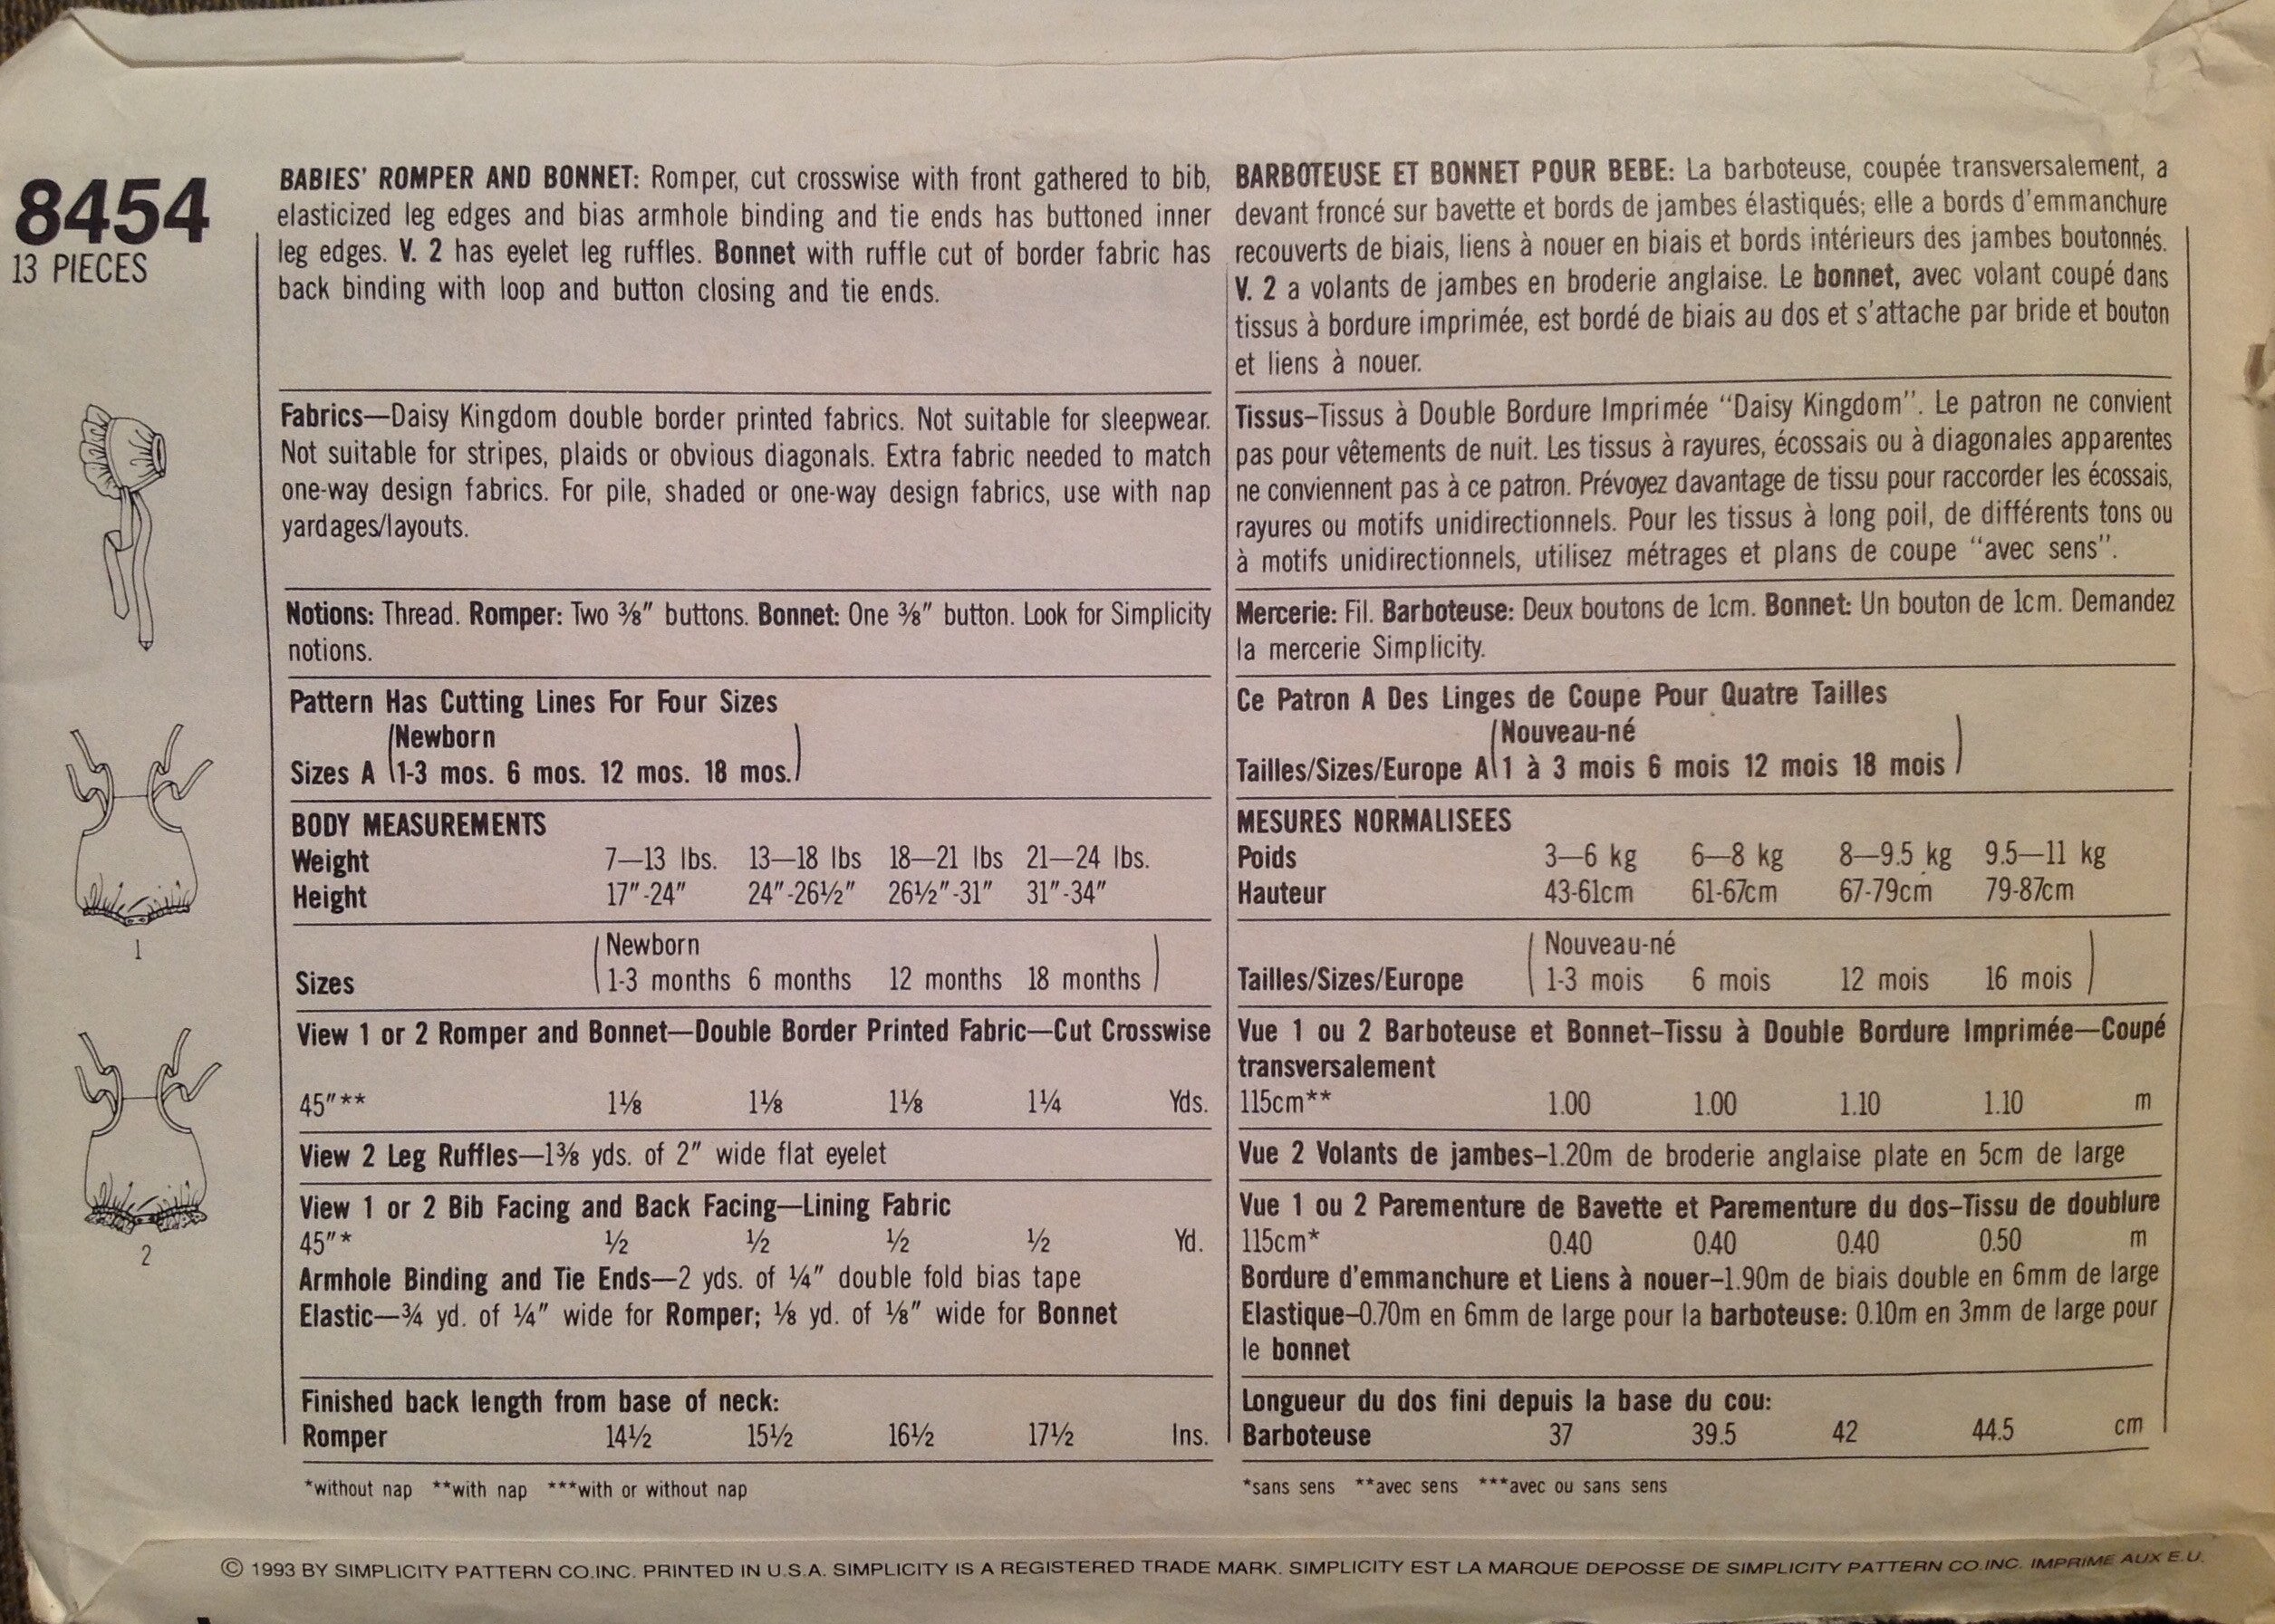 8454
13 PIECES
BABIES' ROMPER AND BONNET: Romper, cut crosswise with front gathered to bib,
elasticized leg edges and bias armhole binding and tie ends has buttoned inner
leg edges. V. 2 has eyelet leg ruffles. Bonnet with ruffle cut of border fabric has
back binding with loop and button closing and tie ends.
Fabrics—Daisy Kingdom double border printed fabrics. Not suitable for sleepwear.
Not suitable for stripes, plaids or obvious diagonals. Extra fabric needed to match
one-way design fabrics. For pile, shaded or one-way design fabrics, use with nap
yardages/layouts.
Notions: Thread. Romper: Two ⅜" buttons. Bonnet: One ⅜" button. Look for Simplicity
notions.
Pattern Has Cutting Lines For Four Sizes
(Newborn
Sizes A (1-3 mos. 6 mos. 12 mos. 18 mos.)
BODY MEASUREMENTS
Weight 7—13 lbs. 13—18 lbs 18—21 lbs 21—24 lbs.
Height 17"-24" 24"-26½" 26½"-31" 31"-34"
(Newborn
Sizes (1-3 months 6 months 12 months 18 months)
View 1 or 2 Romper and Bonnet—Double Border Printed Fabric—Cut Crosswise
45"** 1⅛ 1⅛ 1⅛ 1¼ Yds.
View 2 Leg Ruffles—1⅜ yds. of 2" wide flat eyelet
View 1 or 2 Bib Facing and Back Facing—Lining Fabric
45"* ½ ½ ½ ½ Yd.
Armhole Binding and Tie Ends—2 yds. of ¼" double fold bias tape
Elastic—¾ yd. of ¼" wide for Romper; ⅛ yd. of ⅛" wide for Bonnet
Finished back length from base of neck:
Romper 14½ 15½ 16½ 17½ Ins.
*without nap **with nap ***with or without nap
BARBOTEUSE ET BONNET POUR BEBE: La barboteuse, coupée transversalement, a
devant froncé sur bavette et bords de jambes élastiqués; elle a bords d'emmanchure
recouverts de biais, liens à nouer en biais et bords intérieurs des jambes boutonnés.
V. 2 a volants de jambes en broderie anglaise. Le bonnet, avec volant coupé dans
tissus à bordure imprimée, est bordé de biais au dos et s'attache par bride et bouton
et liens à nouer.
Tissus–Tissus à Double Bordure Imprimée "Daisy Kingdom". Le patron ne convient
pas pour vêtements de nuit. Les tissus à rayures, écossais ou à diagonales apparentes
ne conviennent pas à ce patron. Prévoyez davantage de tissu pour raccorder les écossais,
rayures ou motifs unidirectionnels. Pour les tissus à long poil, de différents tons ou
à motifs unidirectionnels, utilisez métrages et plans de coupe "avec sens".
Mercerie: Fil. Barboteuse: Deux boutons de 1cm. Bonnet: Un bouton de 1cm. Demandez
la mercerie Simplicity.
Ce Patron A Des Linges de Coupe Pour Quatre Tailles
(Nouveau-né
Tailles/Sizes/Europe A(1 à 3 mois 6 mois 12 mois 18 mois)
MESURES NORMALISEES
Poids 3—6 kg 6—8 kg 8—9.5 kg 9.5—11 kg
Hauteur 43-61cm 61-67cm 67-79cm 79-87cm
(Nouveau-né
Tailles/Sizes/Europe (1-3 mois 6 mois 12 mois 16 mois)
Vue 1 ou 2 Barboteuse et Bonnet–Tissu à Double Bordure Imprimée—Coupé
transversalement
115cm** 1.00 1.00 1.10 1.10 m
Vue 2 Volants de jambes–1.20m de broderie anglaise plate en 5cm de large
Vue 1 ou 2 Parementure de Bavette et Parementure du dos–Tissu de doublure
115cm* 0.40 0.40 0.40 0.50 m
Bordure d'emmanchure et Liens à nouer–1.90m de biais double en 6mm de large
Elastique–0.70m en 6mm de large pour la barboteuse: 0.10m en 3mm de large pour
le bonnet
Longueur du dos fini depuis la base du cou:
Barboteuse 37 39.5 42 44.5 cm
*sans sens **avec sens ***avec ou sans sens
1
2
© 1993 BY SIMPLICITY PATTERN CO.INC. PRINTED IN U.S.A. SIMPLICITY IS A REGISTERED TRADE MARK. SIMPLICITY EST LA MARQUE DEPOSSE DE SIMPLICITY PATTERN CO.INC. IMPRIME AUX E.U.